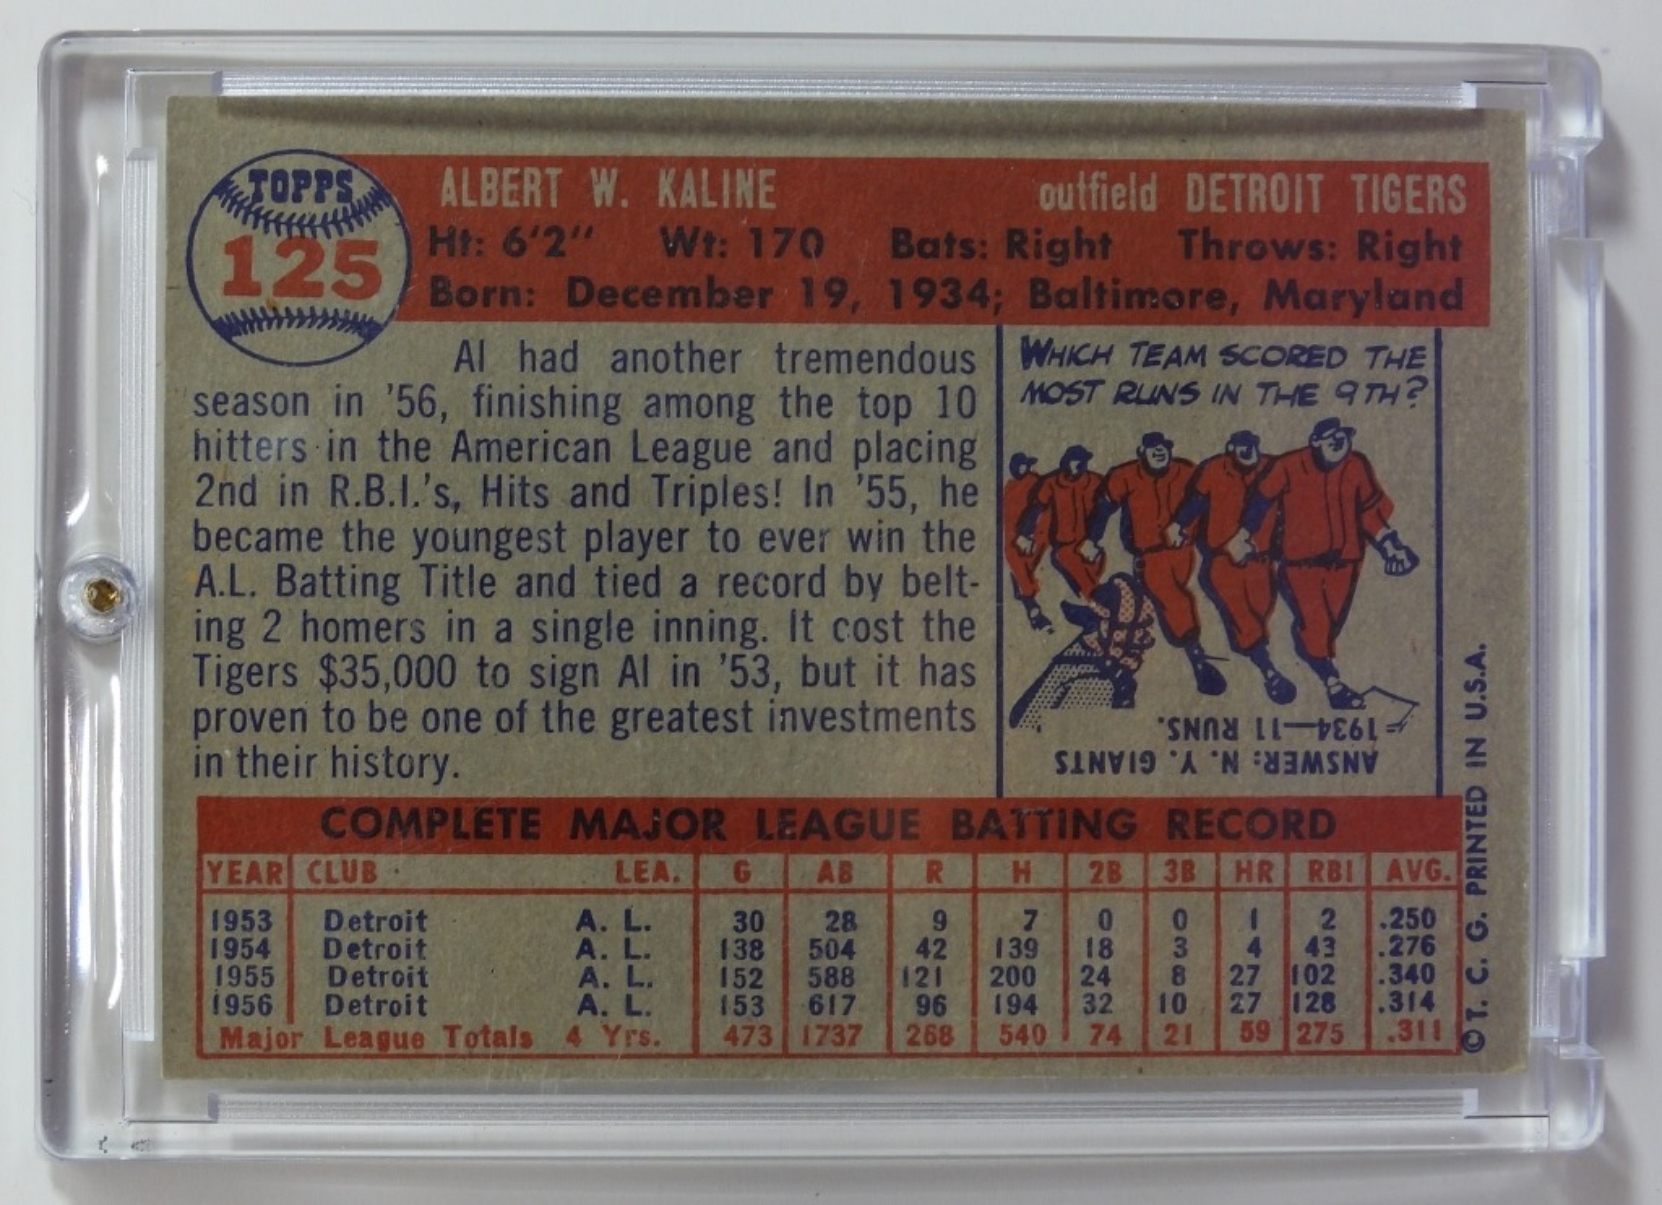 TOPPS
125
ALBERT W. KALINE outfield DETROIT TIGERS
Ht: 6'2" Wt: 170 Bats: Right Throws: Right
Born: December 19, 1934; Baltimore, Maryland
Al had another tremendous
season in '56, finishing among the top 10
hitters in the American League and placing
2nd in R.B.I.'s, Hits and Triples! In '55, he
became the youngest player to ever win the
A.L. Batting Title and tied a record by belt-
ing 2 homers in a single inning. It cost the
Tigers $35,000 to sign Al in '53, but it has
proven to be one of the greatest investments
in their history.
WHICH TEAM SCORED THE
MOST RUNS IN THE 9TH?
ANSWER: N.Y. GIANTS
1934—11 RUNS.
COMPLETE MAJOR LEAGUE BATTING RECORD
YEAR CLUB LEA. G AB R H 2B 3B HR RBI AVG.
1953 Detroit A. L. 30 28 9 7 0 0 1 2 .250
1954 Detroit A. L. 138 504 42 139 18 3 4 43 .276
1955 Detroit A. L. 152 588 121 200 24 8 27 102 .340
1956 Detroit A. L. 153 617 96 194 32 10 27 128 .314
Major League Totals 4 Yrs. 473 1737 268 540 74 21 59 275 .311
©T. C. G. PRINTED IN U.S.A.